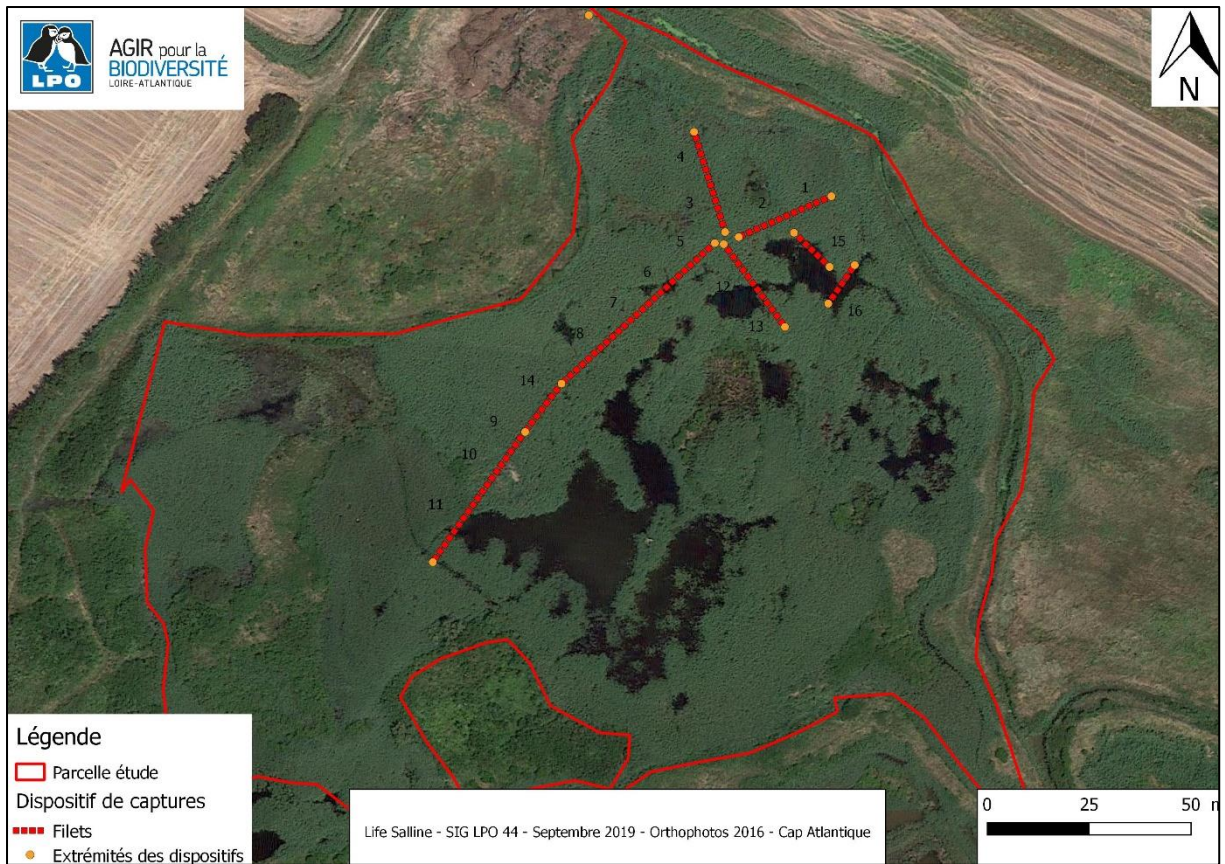 LPO
AGIR pour la
BIODIVERSITÉ
LOIRE-ATLANTIQUE
N
4
1
3
2
5
15
6
12
16
7
13
8
14
9
10
11
Légende
Parcelle étude
Dispositif de captures
Filets
Extrémités des dispositifs
Life Salline - SIG LPO 44 - Septembre 2019 - Orthophotos 2016 - Cap Atlantique
0 25 50 m